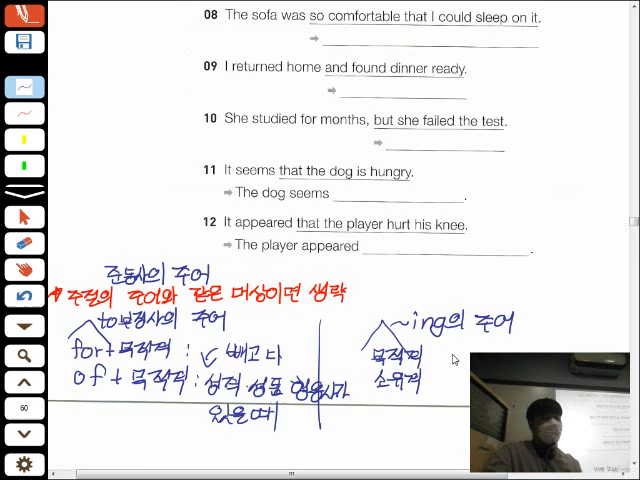 08 The sofa was so comfortable that I could sleep on it.
➡
09 I returned home and found dinner ready.
➡
10 She studied for months, but she failed the test.
➡
11 It seems that the dog is hungry.
➡ The dog seems .
12 It appeared that the player hurt his knee.
➡ The player appeared .
준동사의 주어
주절의 주어와 같은 대상이면 생략
to부정사의 주어
~ing의 주어
for+목적격 : 빼고 다
목적격
of + 목적격 : 성격 성품 형용사가
소유격
있을때
60